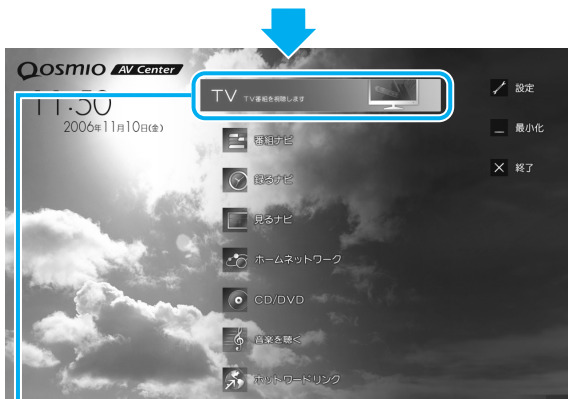 Qosmio AV Center
11:50
2006年11月10日(金)
TV TV番組を視聴します
番組ナビ
録るナビ
見るナビ
ホームネットワーク
CD/DVD
音楽を聴く
ホットワードリンク
設定
最小化
終了